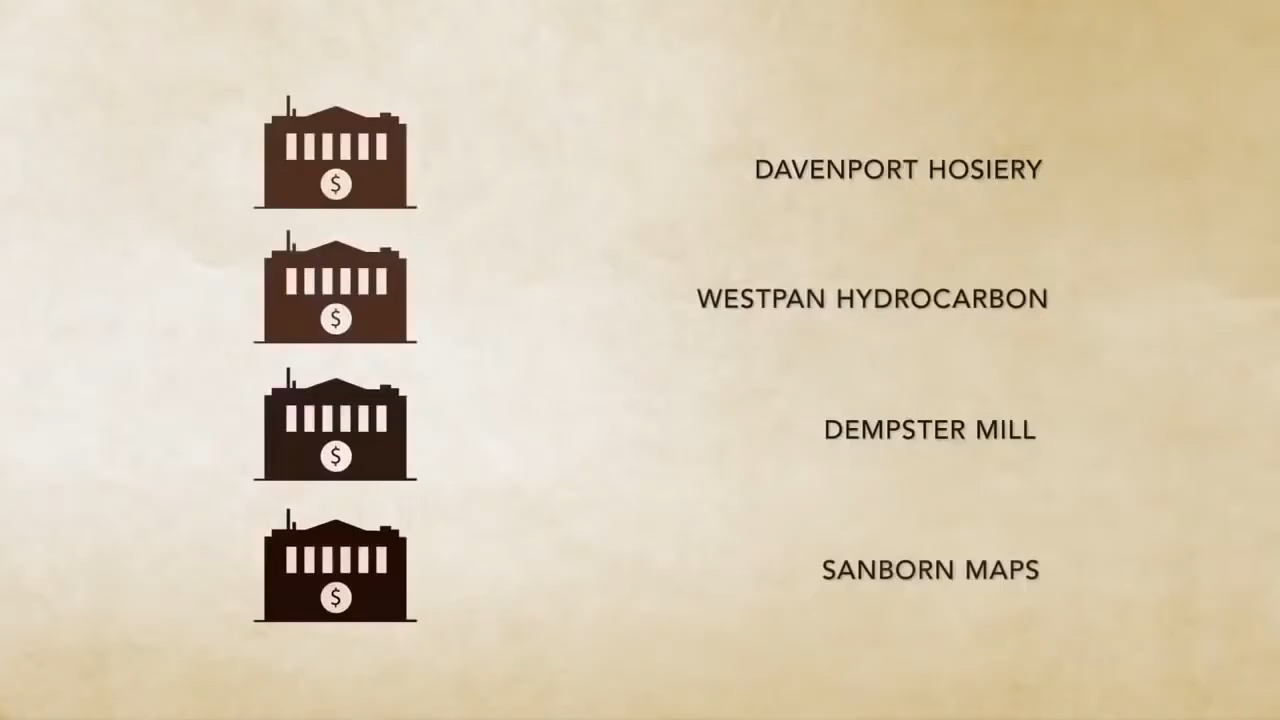 $
DAVENPORT HOSIERY
$
WESTPAN HYDROCARBON
$
DEMPSTER MILL
$
SANBORN MAPS